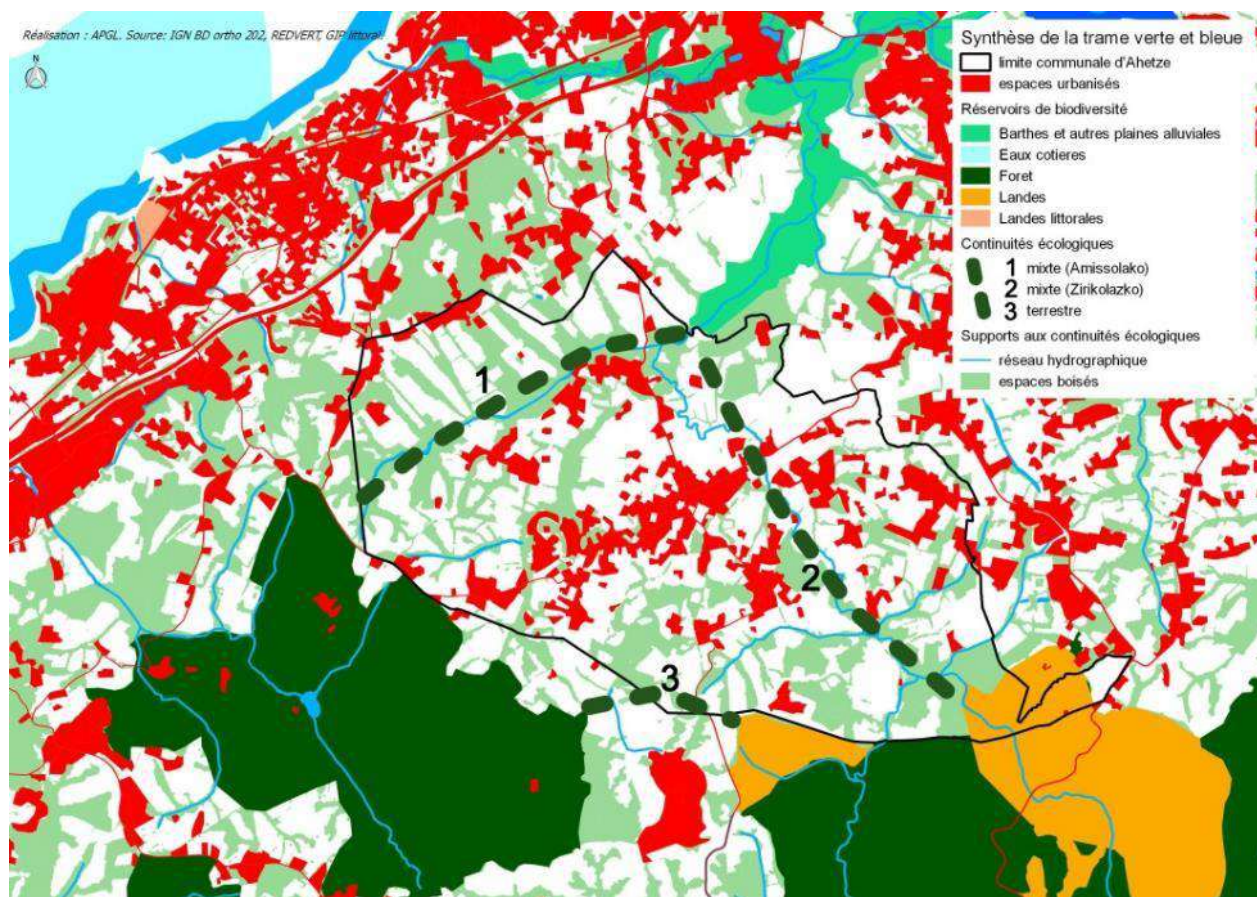 Réalisation : APGL. Source: IGN BD ortho 202, REDVERT, GIP littoral.
N
Synthèse de la trame verte et bleue
limite communale d'Ahetze
espaces urbanisés
Réservoirs de biodiversité
Barthes et autres plaines alluviales
Eaux cotieres
Foret
Landes
Landes littorales
Continuités écologiques
1 mixte (Amissolako)
2 mixte (Zirikolazko)
3 terrestre
Supports aux continuités écologiques
réseau hydrographique
espaces boisés
1
2
3